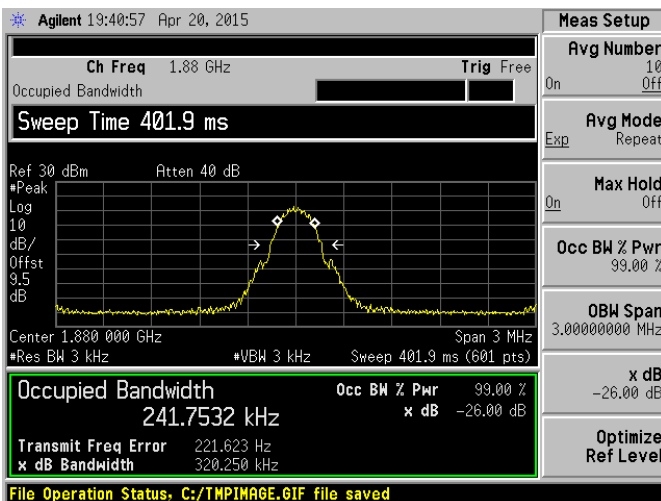 Agilent 19:40:57 Apr 20, 2015
Meas Setup
Ch Freq 1.88 GHz Trig Free
Occupied Bandwidth
Sweep Time 401.9 ms
Ref 30 dBm Atten 40 dB
#Peak
Log
10
dB/
Offst
9.5
dB
Center 1.880 000 GHz Span 3 MHz
#Res BW 3 kHz #VBW 3 kHz Sweep 401.9 ms (601 pts)
Occupied Bandwidth Occ BW % Pwr 99.00 %
241.7532 kHz x dB -26.00 dB
Transmit Freq Error 221.623 Hz
x dB Bandwidth 320.250 kHz
File Operation Status, C:/TMPIMAGE.GIF file saved
Avg Number
10
On Off
Avg Mode
Exp Repeat
Max Hold
On Off
Occ BW % Pwr
99.00 %
OBW Span
3.00000000 MHz
x dB
-26.00 dB
Optimize
Ref Level